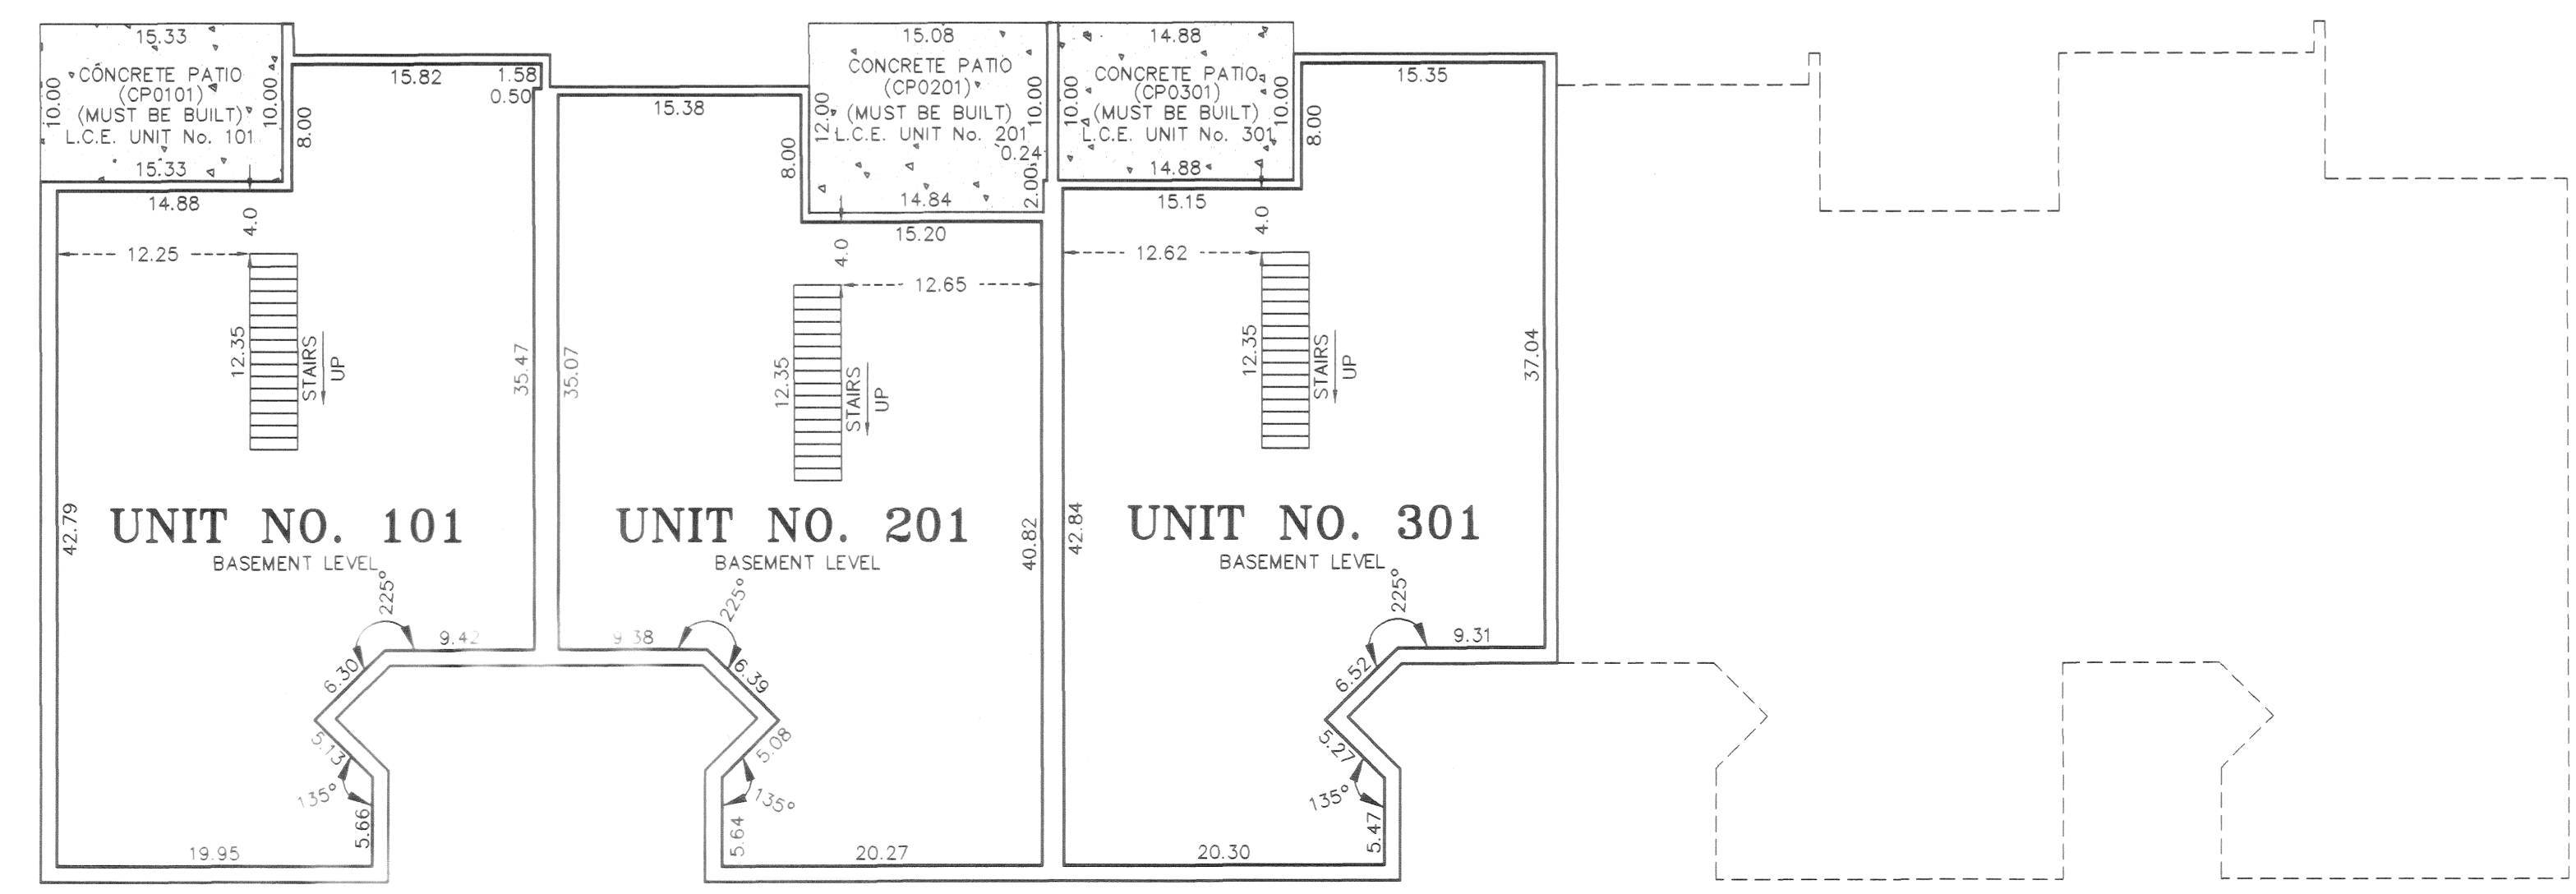 15.33
CONCRETE PATIO
(CP0101)
(MUST BE BUILT)
L.C.E. UNIT No. 101
10.00
10.00
15.33
15.82
1.58
0.50
8.00
14.88
4.0
12.25
12.35
STAIRS
UP
35.47
42.79
UNIT NO. 101
BASEMENT LEVEL
225°
9.42
6.30
5.13
135°
5.66
19.95
15.08
CONCRETE PATIO
(CP0201)
(MUST BE BUILT)
L.C.E. UNIT No. 201
12.00
10.00
0.24
2.00
14.84
15.38
8.00
15.20
4.0
12.65
12.35
STAIRS
UP
35.07
40.82
UNIT NO. 201
BASEMENT LEVEL
225°
9.38
6.39
5.08
135°
5.64
20.27
14.88
CONCRETE PATIO
(CP0301)
(MUST BE BUILT)
L.C.E. UNIT No. 301
10.00
10.00
14.88
15.35
8.00
15.15
4.0
12.62
12.35
STAIRS
UP
37.04
42.84
UNIT NO. 301
BASEMENT LEVEL
225°
9.31
6.52
5.27
135°
5.47
20.30